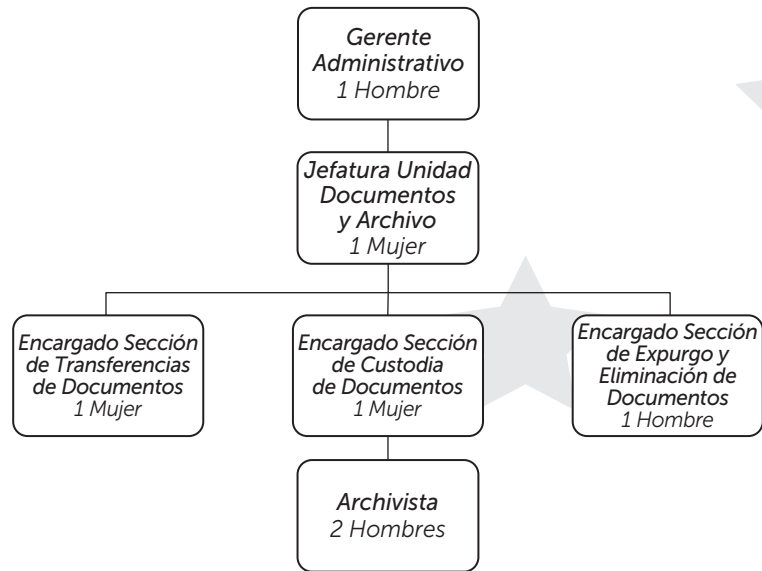 Gerente
Administrativo
1 Hombre
Jefatura Unidad
Documentos
y Archivo
1 Mujer
Encargado Sección
de Transferencias
de Documentos
1 Mujer
Encargado Sección
de Custodia
de Documentos
1 Mujer
Encargado Sección
de Expurgo y
Eliminación de
Documentos
1 Hombre
Archivista
2 Hombres